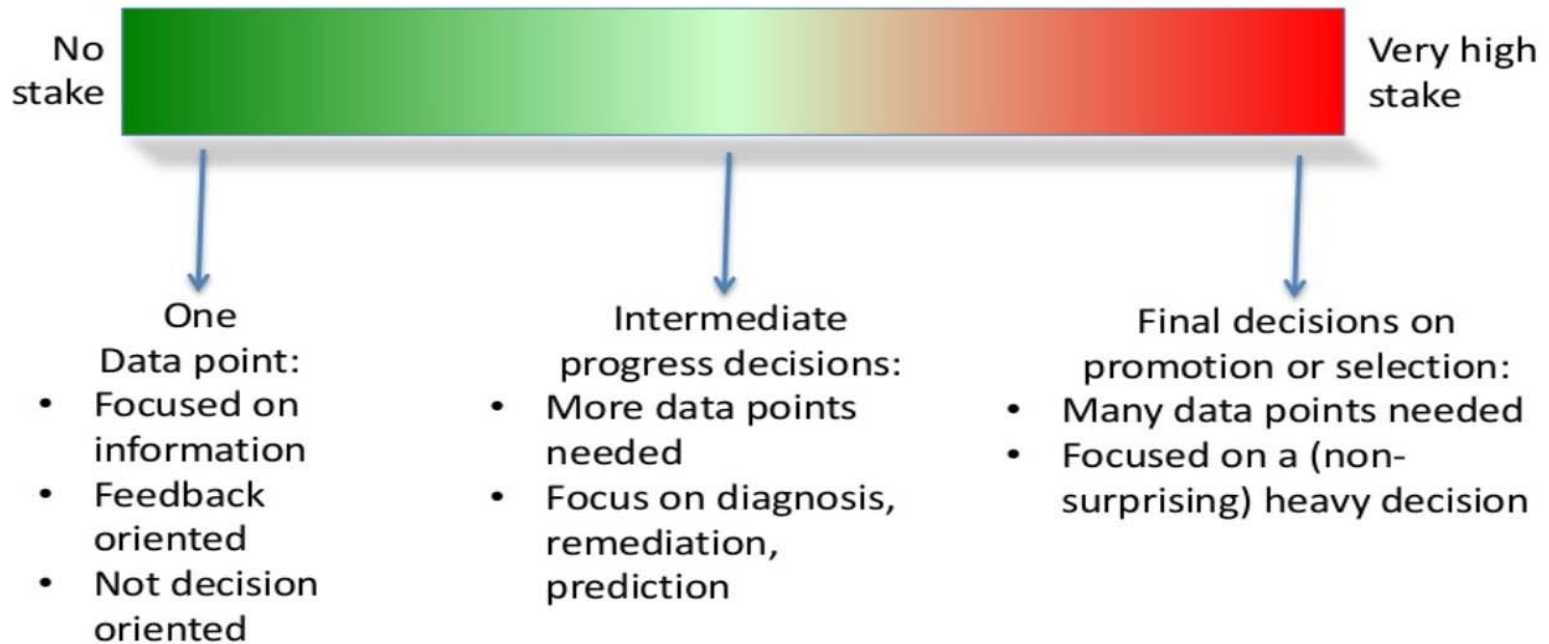 No
stake
Very high
stake
One
Data point:
• Focused on
information
• Feedback
oriented
• Not decision
oriented
Intermediate
progress decisions:
• More data points
needed
• Focus on diagnosis,
remediation,
prediction
Final decisions on
promotion or selection:
• Many data points needed
• Focused on a (non-
surprising) heavy decision